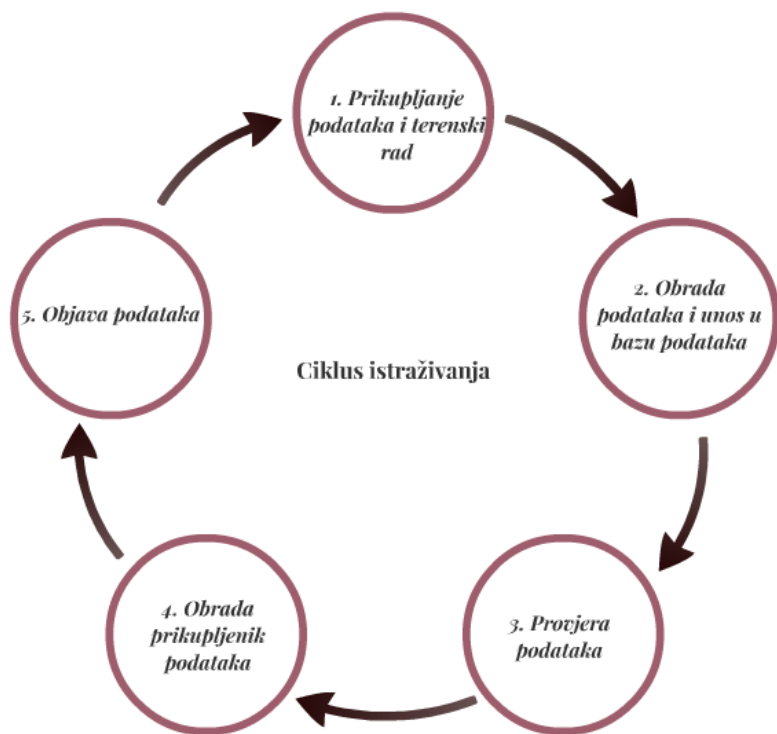 1. Prikupljanje
podataka i terenski
rad
2. Obrada
podataka i unos u
bazu podataka
3. Provjera
podataka
4. Obrada
prikupljenik
podataka
5. Objava podataka
Ciklus istraživanja